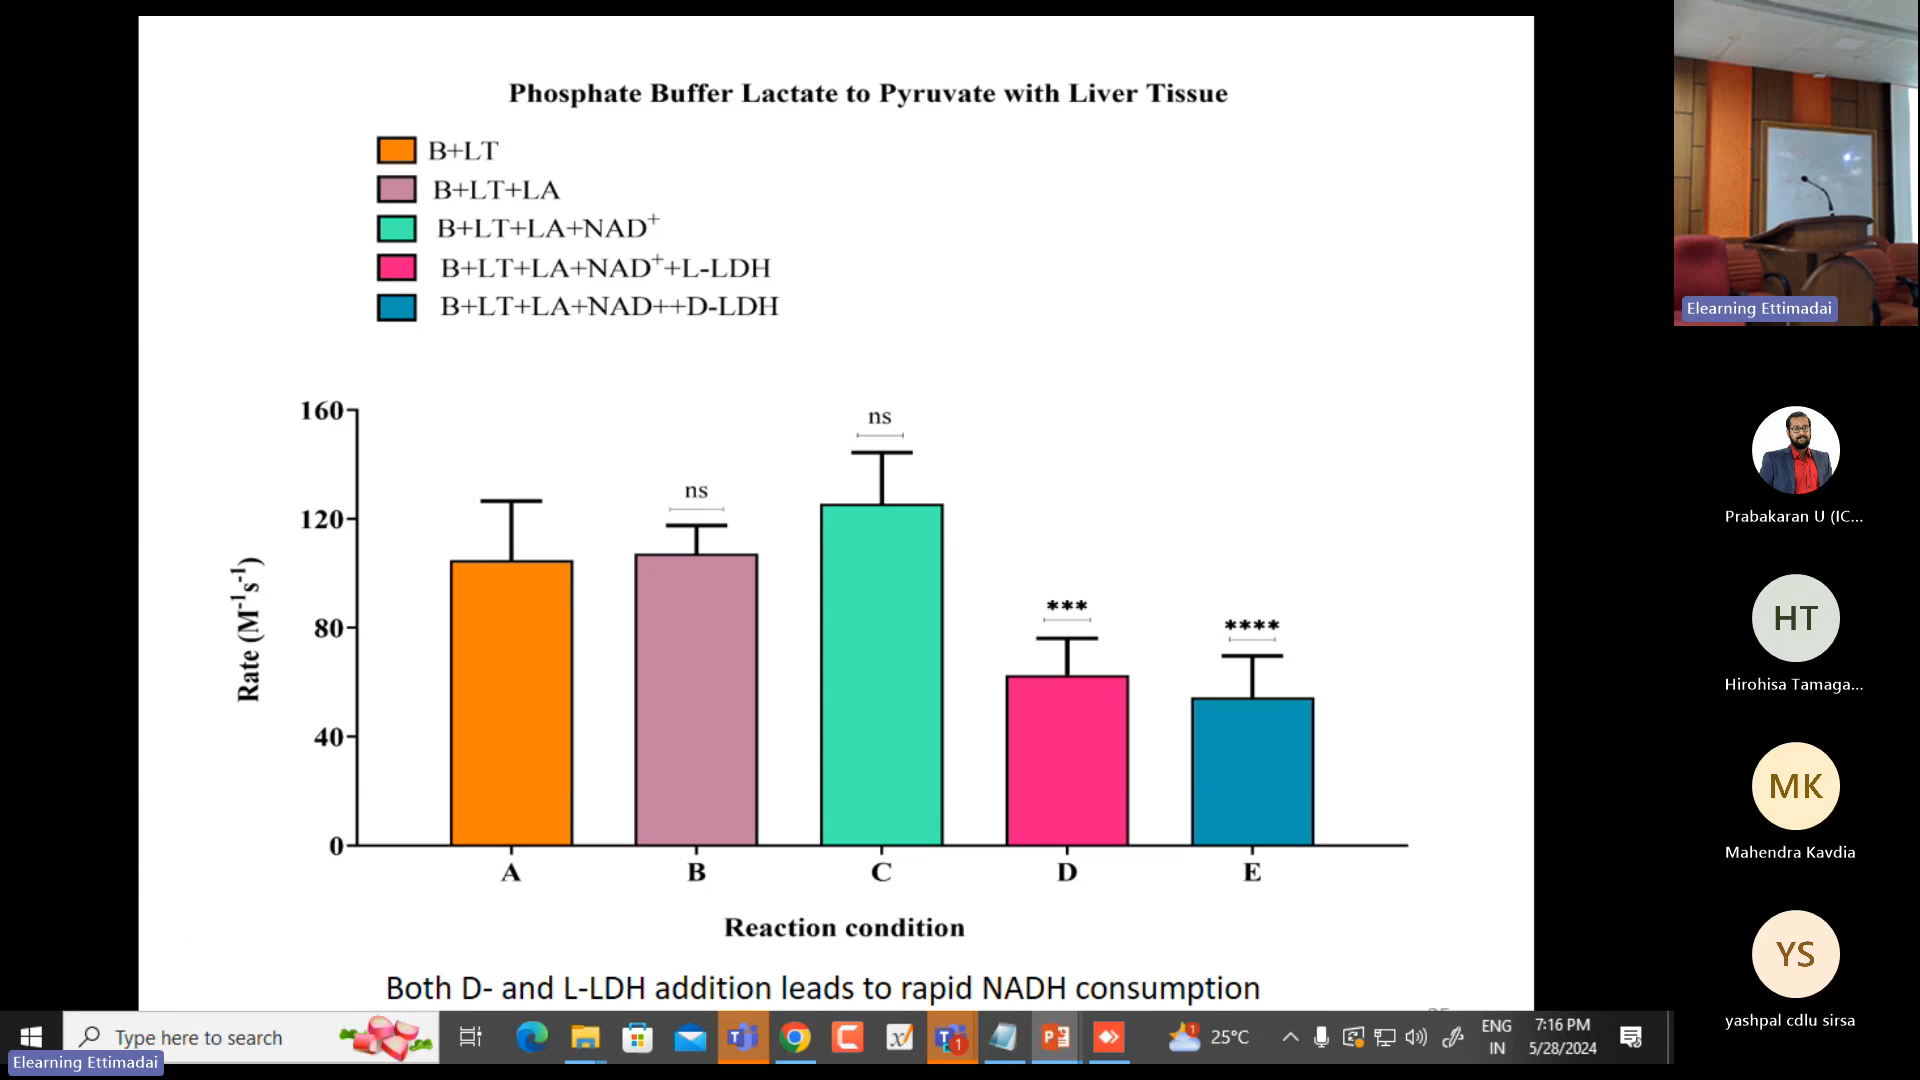 Phosphate Buffer Lactate to Pyruvate with Liver Tissue
B+LT
B+LT+LA
B+LT+LA+NAD+
B+LT+LA+NAD++L-LDH
B+LT+LA+NAD++D-LDH
160
120
80
40
0
Rate (M-1s-1)
ns
ns
***
****
A B C D E
Reaction condition
Both D- and L-LDH addition leads to rapid NADH consumption
Elearning Ettimadai
Prabakaran U (IC...
HT
Hirohisa Tamaga...
MK
Mahendra Kavdia
YS
yashpal cdlu sirsa
Type here to search
1
1
25°C
ENG
IN
7:16 PM
5/28/2024
Elearning Ettimadai